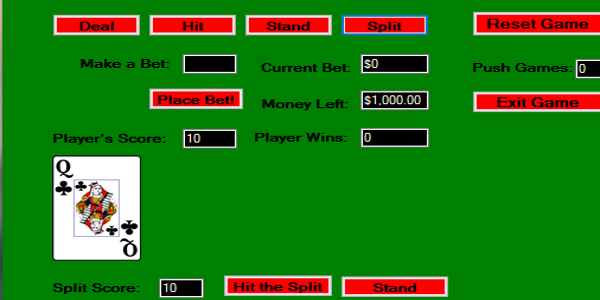 Deal Hit Stand Split Reset Game
Make a Bet: Current Bet: $0 Push Games: 0
Place Bet! Money Left: $1,000.00 Exit Game
Player's Score: 10 Player Wins: 0
Q
Q
Split Score: 10 Hit the Split Stand